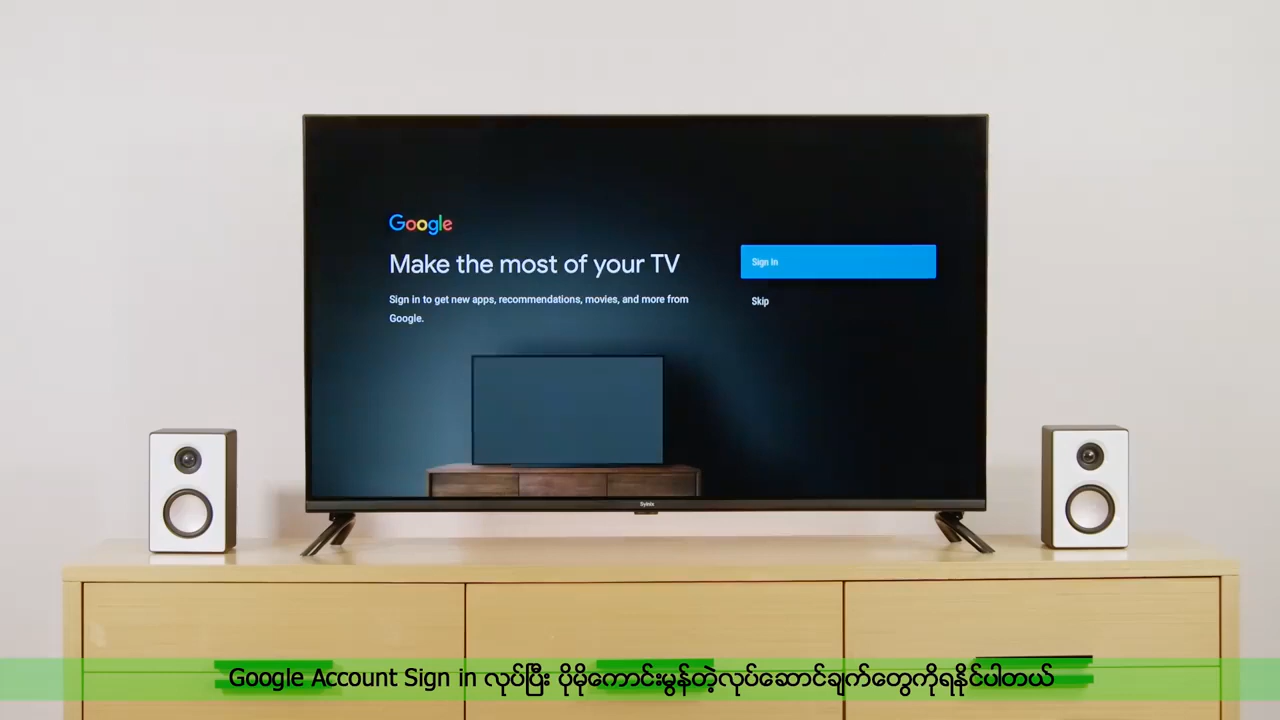 Google
Make the most of your TV
Sign in to get new apps, recommendations, movies, and more from
Google.
Sign In
Skip
Sylnix
Google Account Sign in လုပ်ပြီး ပိုမိုကောင်းမွန်တဲ့လုပ်ဆောင်ချက်တွေကိုရနိုင်ပါတယ်